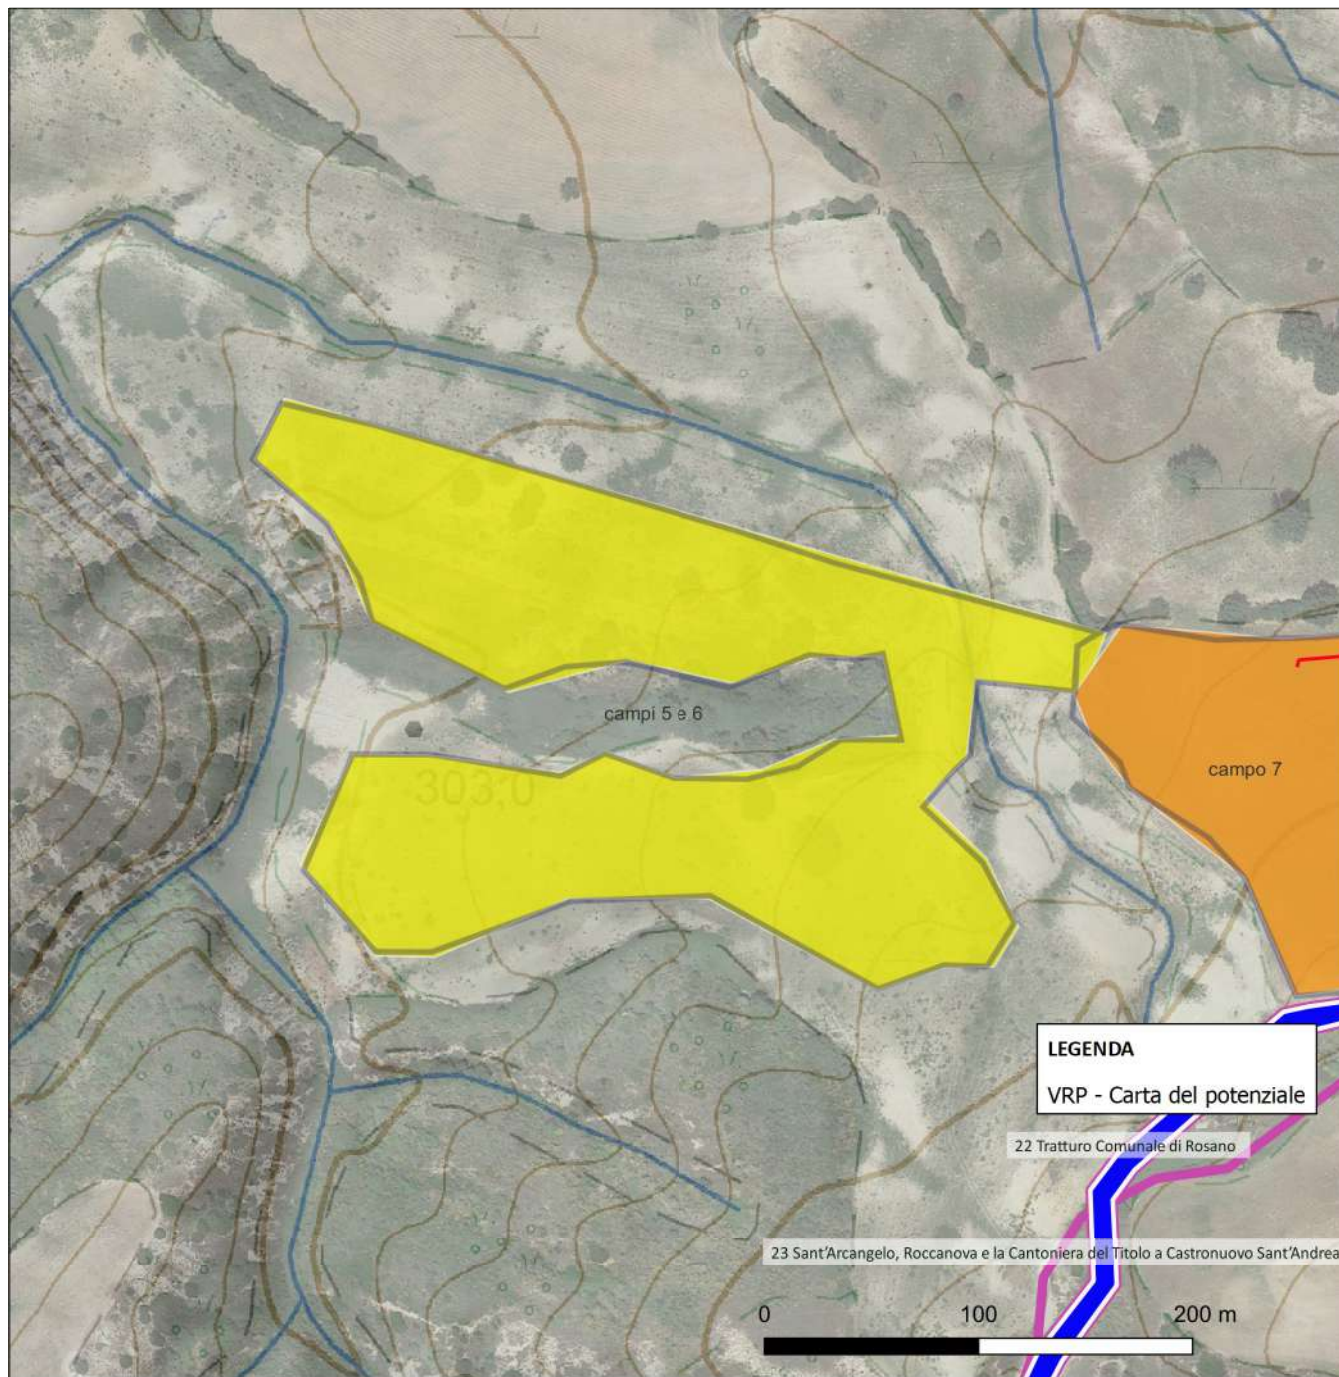 campi 5 e 6
303,0
campo 7
LEGENDA
VRP - Carta del potenziale
22 Tratturo Comunale di Rosano
23 Sant'Arcangelo, Roccanova e la Cantoniera del Titolo a Castronuovo Sant'Andrea
0 100 200 m